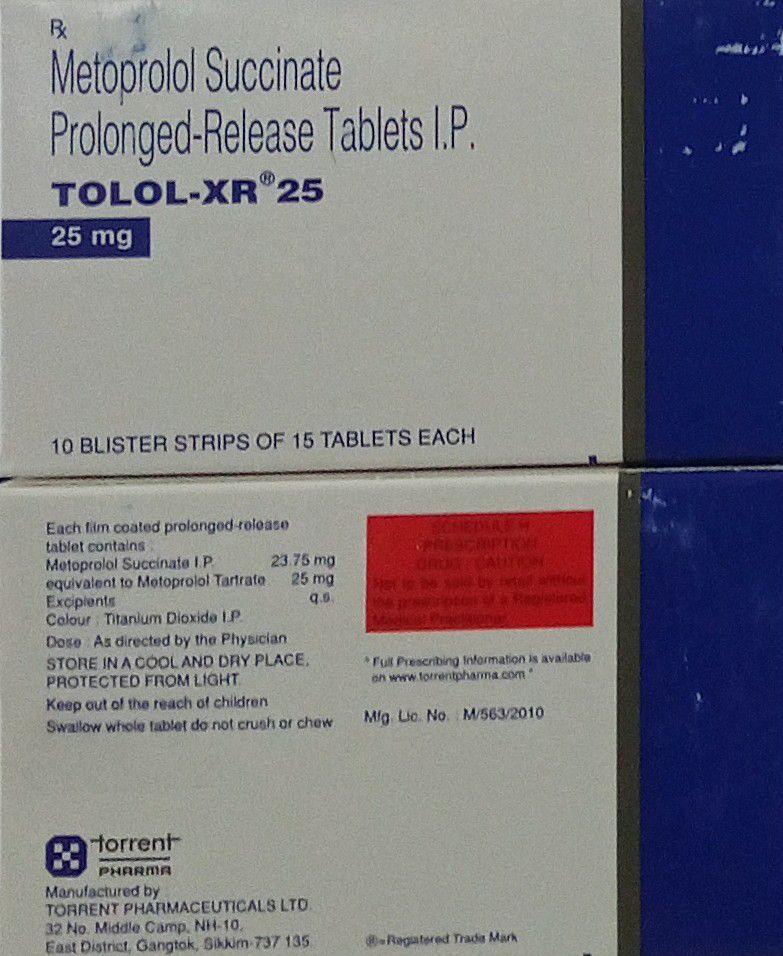 Rx
Metoprolol Succinate
Prolonged-Release Tablets I.P.
TOLOL-XR®25
25 mg
10 BLISTER STRIPS OF 15 TABLETS EACH
Each film coated prolonged-release
tablet contains :
Metoprolol Succinate I.P. 23.75 mg
equivalent to Metoprolol Tartrate 25 mg
Excipients q.s.
Colour : Titanium Dioxide I.P.
Dose : As directed by the Physician
STORE IN A COOL AND DRY PLACE,
PROTECTED FROM LIGHT.
Keep out of the reach of children
Swallow whole tablet do not crush or chew
SCHEDULE H
PRESCRIPTION
DRUG - CAUTION
Not to be sold by retail without
the prescription of a Registered
Medical Practitioner
" Full Prescribing Information is available
on www.torrentpharma.com "
Mfg. Lic. No. : M/563/2010
torrent
PHARMA
Manufactured by :
TORRENT PHARMACEUTICALS LTD.
32 No. Middle Camp, NH-10,
East District, Gangtok, Sikkim-737 135
®=Registered Trade Mark